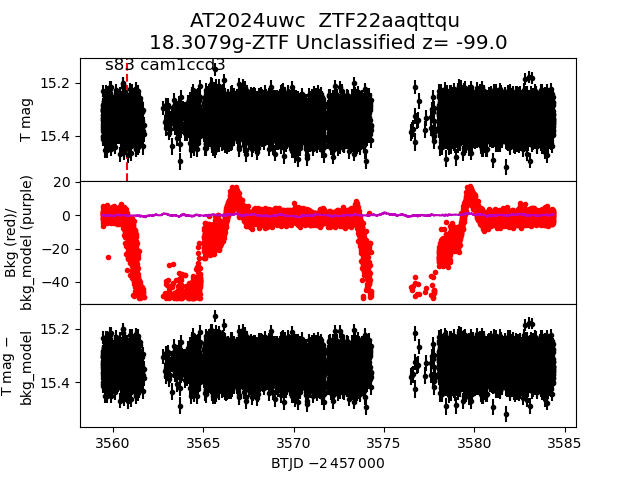 AT2024uwc  ZTF22aaqttqu
18.3079g-ZTF Unclassified z= -99.0
s83 cam1ccd3
15.2
15.4
T mag
20
0
−20
−40
Bkg (red)/
bkg_model (purple)
15.2
15.4
T mag −
bkg_model
3560
3565
3570
3575
3580
3585
BTJD −2 457 000